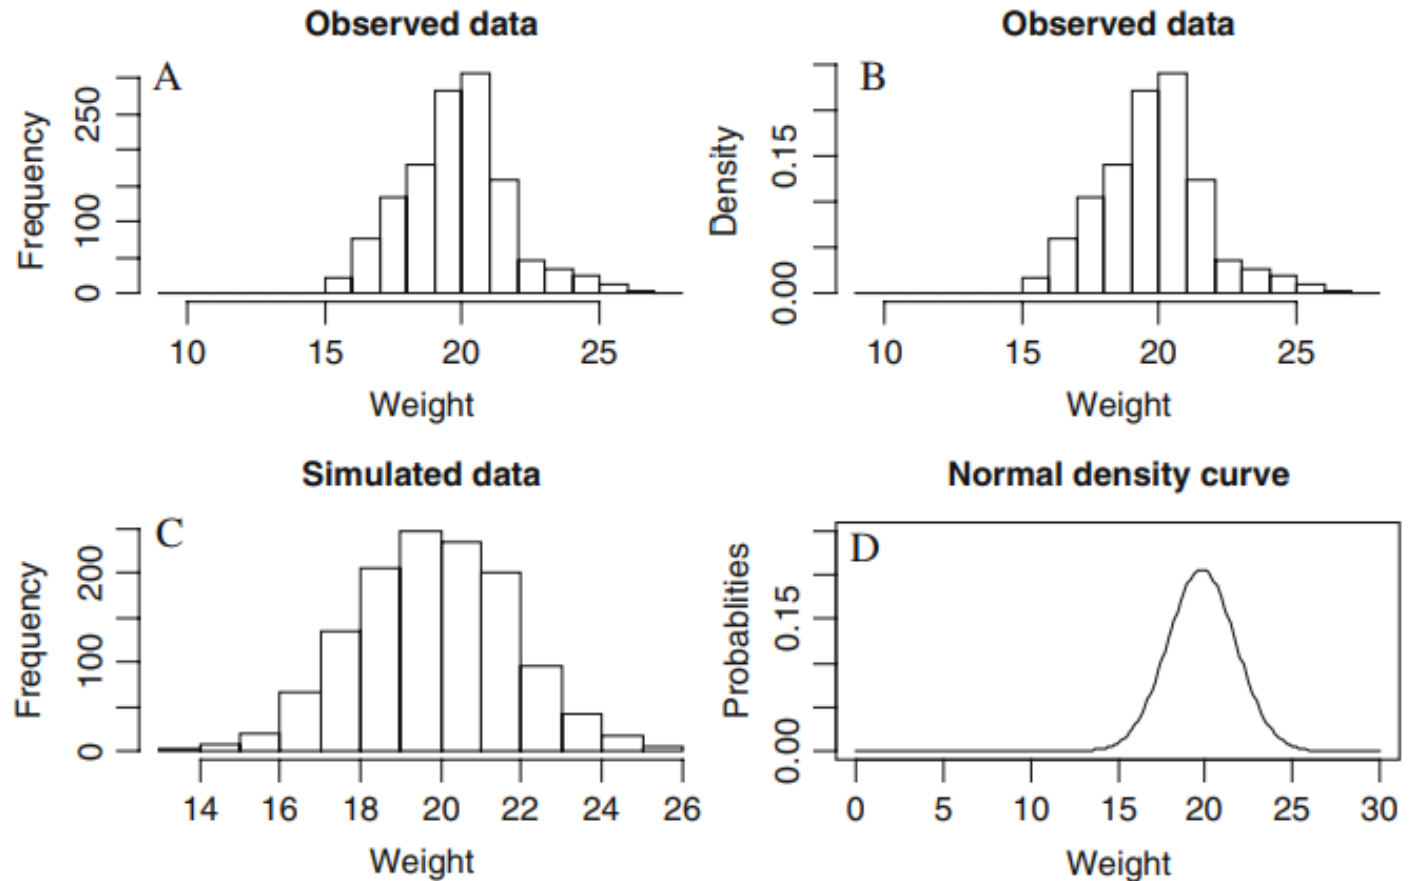 Observed data
A
Frequency
250
100
0
10 15 20 25
Weight
Observed data
B
Density
0.15
0.00
10 15 20 25
Weight
Simulated data
C
Frequency
200
100
0
14 16 18 20 22 24 26
Weight
Normal density curve
D
Probablities
0.15
0.00
0 5 10 15 20 25 30
Weight